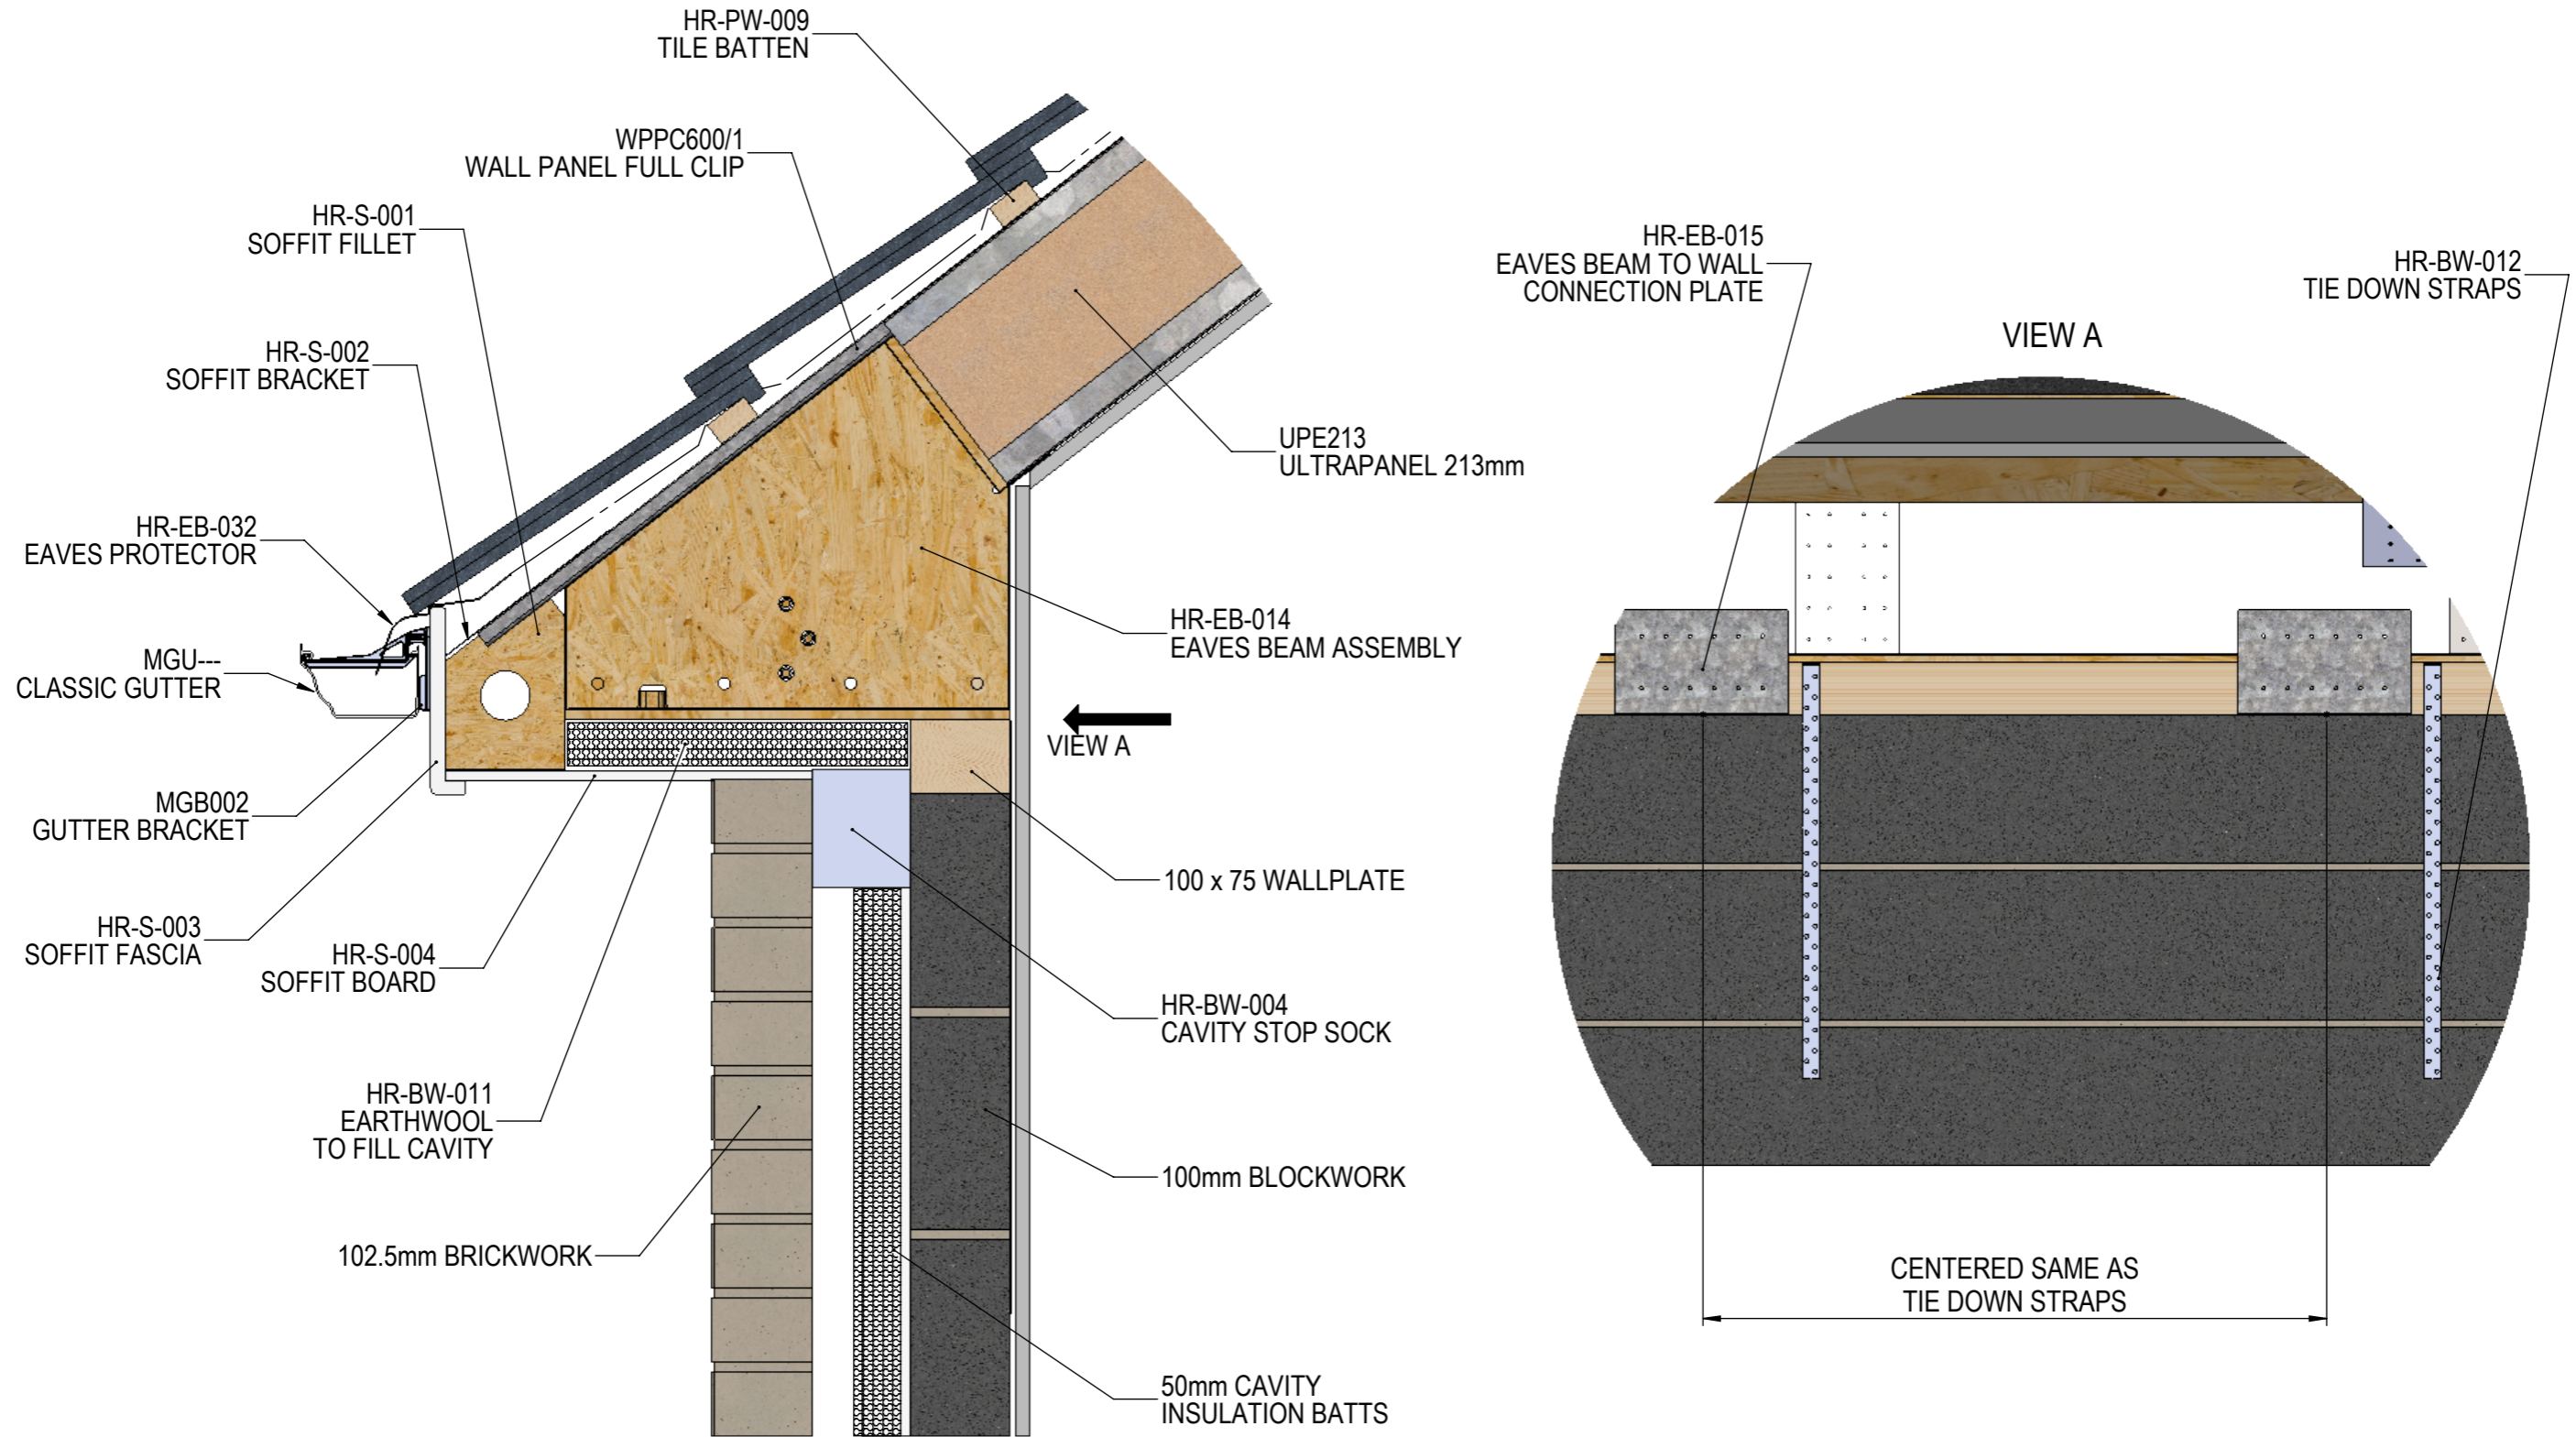 HR-PW-009
TILE BATTEN
WPPC600/1
WALL PANEL FULL CLIP
HR-S-001
SOFFIT FILLET
HR-S-002
SOFFIT BRACKET
HR-EB-032
EAVES PROTECTOR
MGU---
CLASSIC GUTTER
MGB002
GUTTER BRACKET
HR-S-003
SOFFIT FASCIA
HR-S-004
SOFFIT BOARD
HR-BW-011
EARTHWOOL
TO FILL CAVITY
102.5mm BRICKWORK
UPE213
ULTRAPANEL 213mm
HR-EB-014
EAVES BEAM ASSEMBLY
VIEW A
100 x 75 WALLPLATE
HR-BW-004
CAVITY STOP SOCK
100mm BLOCKWORK
50mm CAVITY
INSULATION BATTS
HR-EB-015
EAVES BEAM TO WALL
CONNECTION PLATE
HR-BW-012
TIE DOWN STRAPS
VIEW A
CENTERED SAME AS
TIE DOWN STRAPS